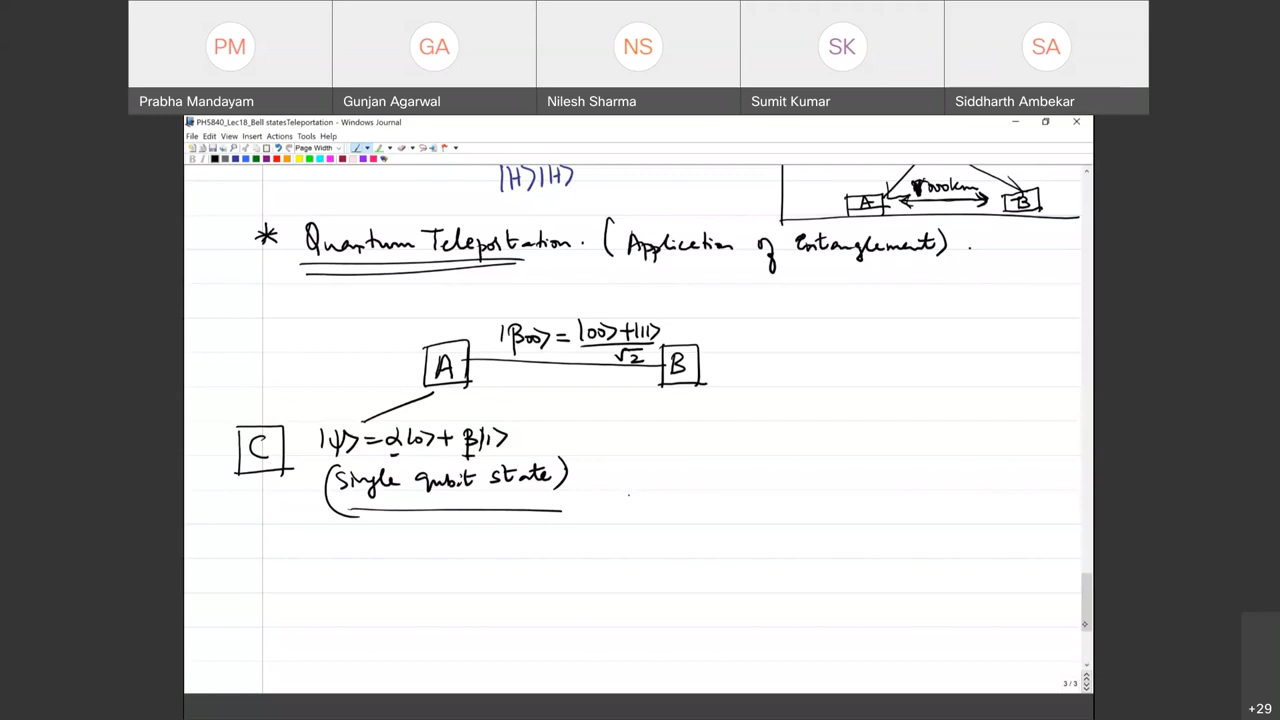 PM
GA
NS
SK
SA
Prabha Mandayam
Gunjan Agarwal
Nilesh Sharma
Sumit Kumar
Siddharth Ambekar
PH5840_Lec18_Bell statesTeleportation - Windows Journal
File Edit View Insert Actions Tools Help
Page Width
B I
|H⟩|H⟩
A
B
* Quantum Teleportation. (Application of Entanglement).
|β00⟩ = |00⟩+|11⟩
√2
A
B
C
|ψ⟩ = α|0⟩ + β|1⟩
(Single qubit state)
3 / 3
+29